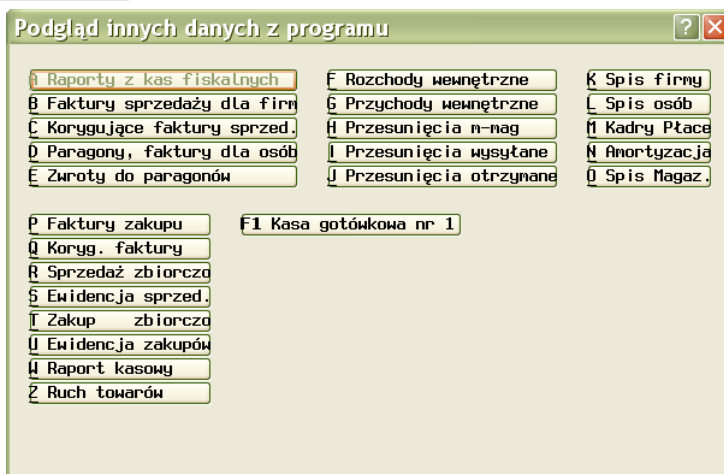 Podgląd innych danych z programu
A Raporty z kas fiskalnych
B Faktury sprzedaży dla firm
C Korygujące faktury sprzed.
D Paragony, faktury dla osób
E Zwroty do paragonów
F Rozchody wewnętrzne
G Przychody wewnętrzne
H Przesunięcia m-mag
I Przesunięcia wysyłane
J Przesunięcia otrzymane
K Spis firmy
L Spis osób
M Kadry Płace
N Amortyzacja
O Spis Magaz.
P Faktury zakupu
Q Koryg. faktury
R Sprzedaż zbiorczo
S Ewidencja sprzed.
T Zakup zbiorczo
U Ewidencja zakupów
W Raport kasowy
Z Ruch towarów
F1 Kasa gotówkowa nr 1